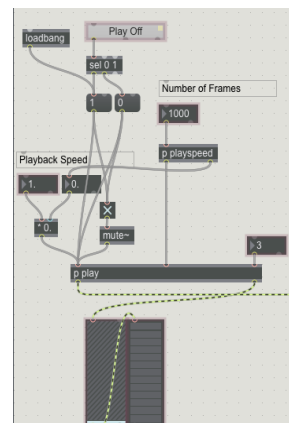 Play Off
loadbang
sel 0 1
1
0
Number of Frames
1000
Playback Speed
p playspeed
1.
0.
* 0.
mute~
3
p play